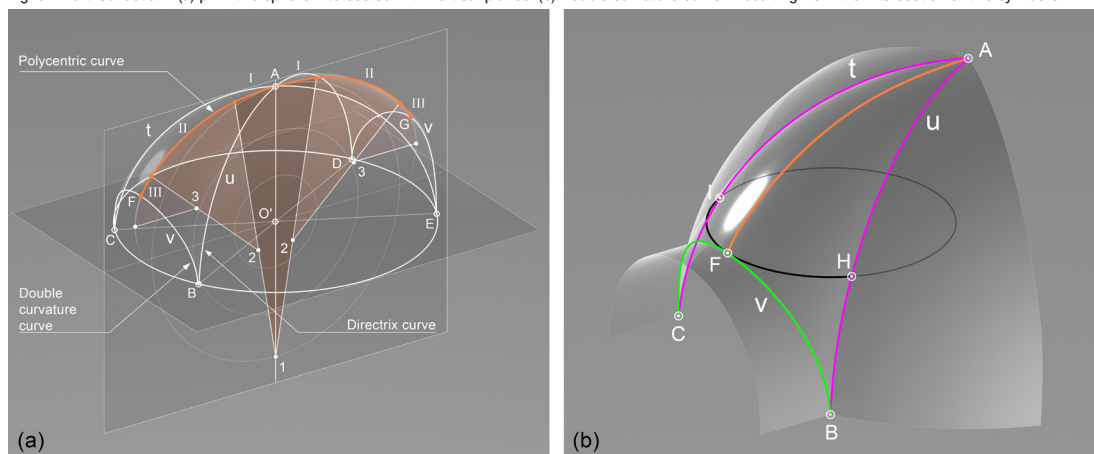 Polycentric curve
I
A
I
II
t
II
III
G
v
D
3
u
F
III
3
O'
E
C
v
2
2
B
Double
curvature
curve
Directrix curve
1
(a)
A
t
u
I
F
H
v
C
B
(b)